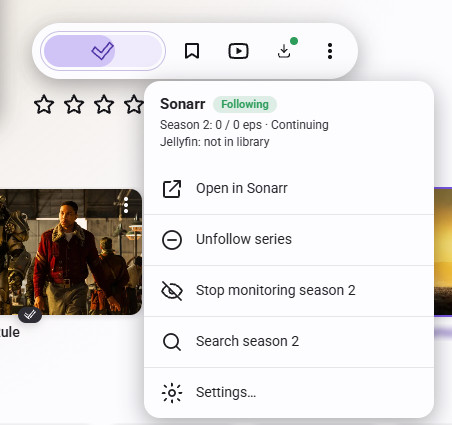 Sonarr Following
Season 2: 0 / 0 eps · Continuing
Jellyfin: not in library
Open in Sonarr
Unfollow series
Stop monitoring season 2
ule
Search season 2
Settings…